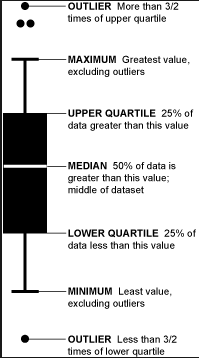 OUTLIER More than 3/2
times of upper quartile
MAXIMUM Greatest value,
excluding outliers
UPPER QUARTILE 25% of
data greater than this value
MEDIAN 50% of data is
greater than this value;
middle of dataset
LOWER QUARTILE 25% of
data less than this value
MINIMUM Least value,
excluding outliers
OUTLIER Less than 3/2
times of lower quartile